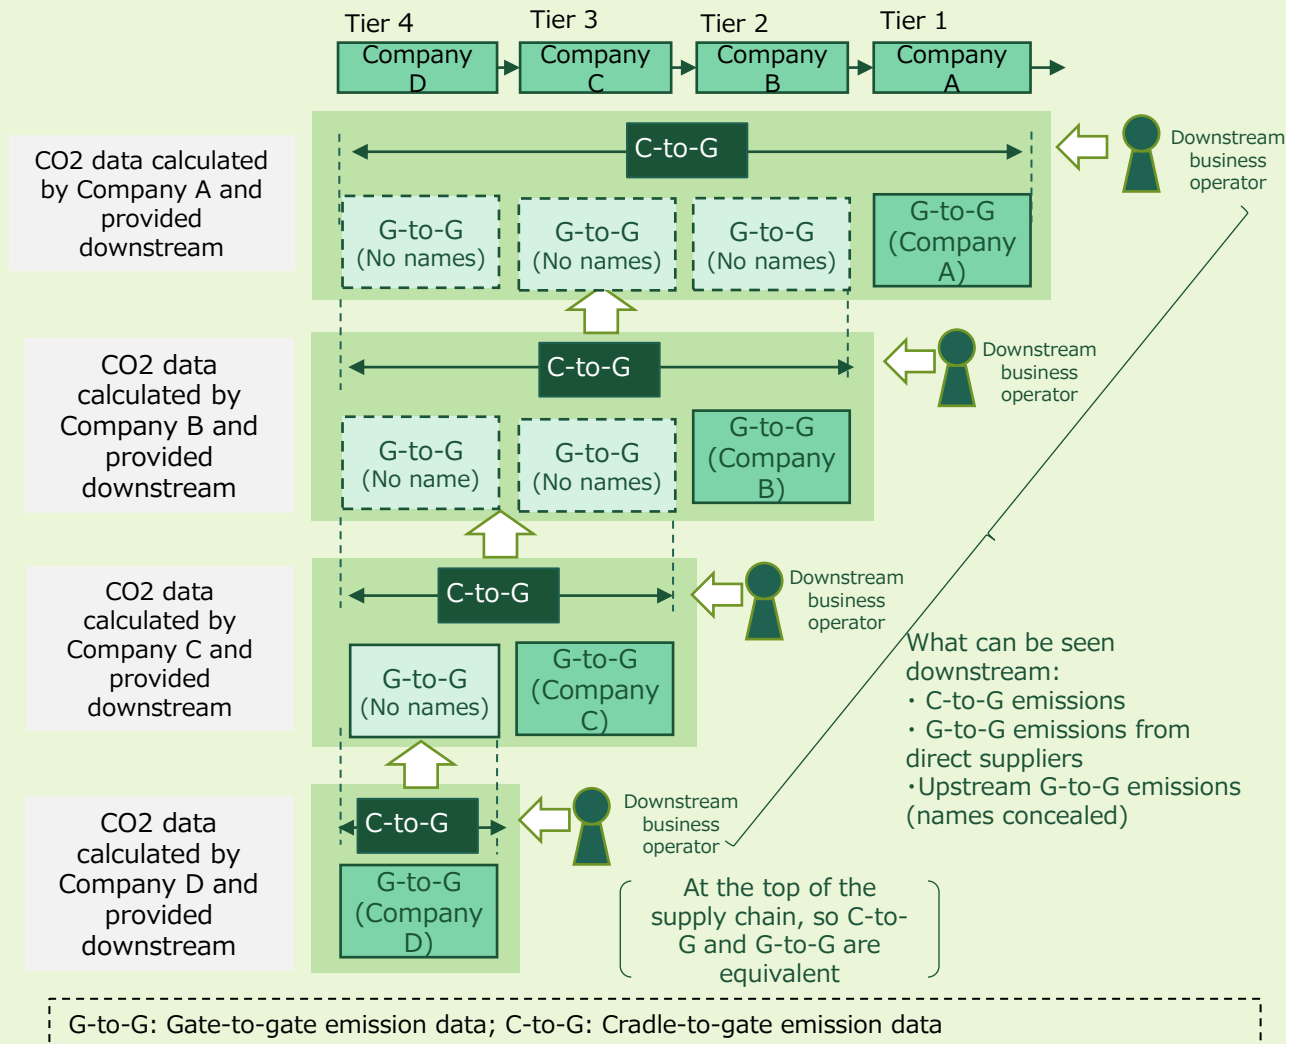 Tier 4
Tier 3
Tier 2
Tier 1
Company
D
Company
C
Company
B
Company
A
CO2 data calculated
by Company A and
provided
downstream
C-to-G
Downstream
business
operator
G-to-G
(No names)
G-to-G
(No names)
G-to-G
(No names)
G-to-G
(Company
A)
CO2 data
calculated by
Company B and
provided
downstream
C-to-G
Downstream
business
operator
G-to-G
(No name)
G-to-G
(No names)
G-to-G
(Company
B)
CO2 data
calculated by
Company C and
provided
downstream
C-to-G
Downstream
business
operator
G-to-G
(No names)
G-to-G
(Company
C)
What can be seen
downstream:
・C-to-G emissions
・G-to-G emissions from
direct suppliers
・Upstream G-to-G emissions
(names concealed)
CO2 data
calculated by
Company D and
provided
downstream
C-to-G
Downstream
business
operator
G-to-G
(Company
D)
At the top of the
supply chain, so C-to-
G and G-to-G are
equivalent
G-to-G: Gate-to-gate emission data; C-to-G: Cradle-to-gate emission data